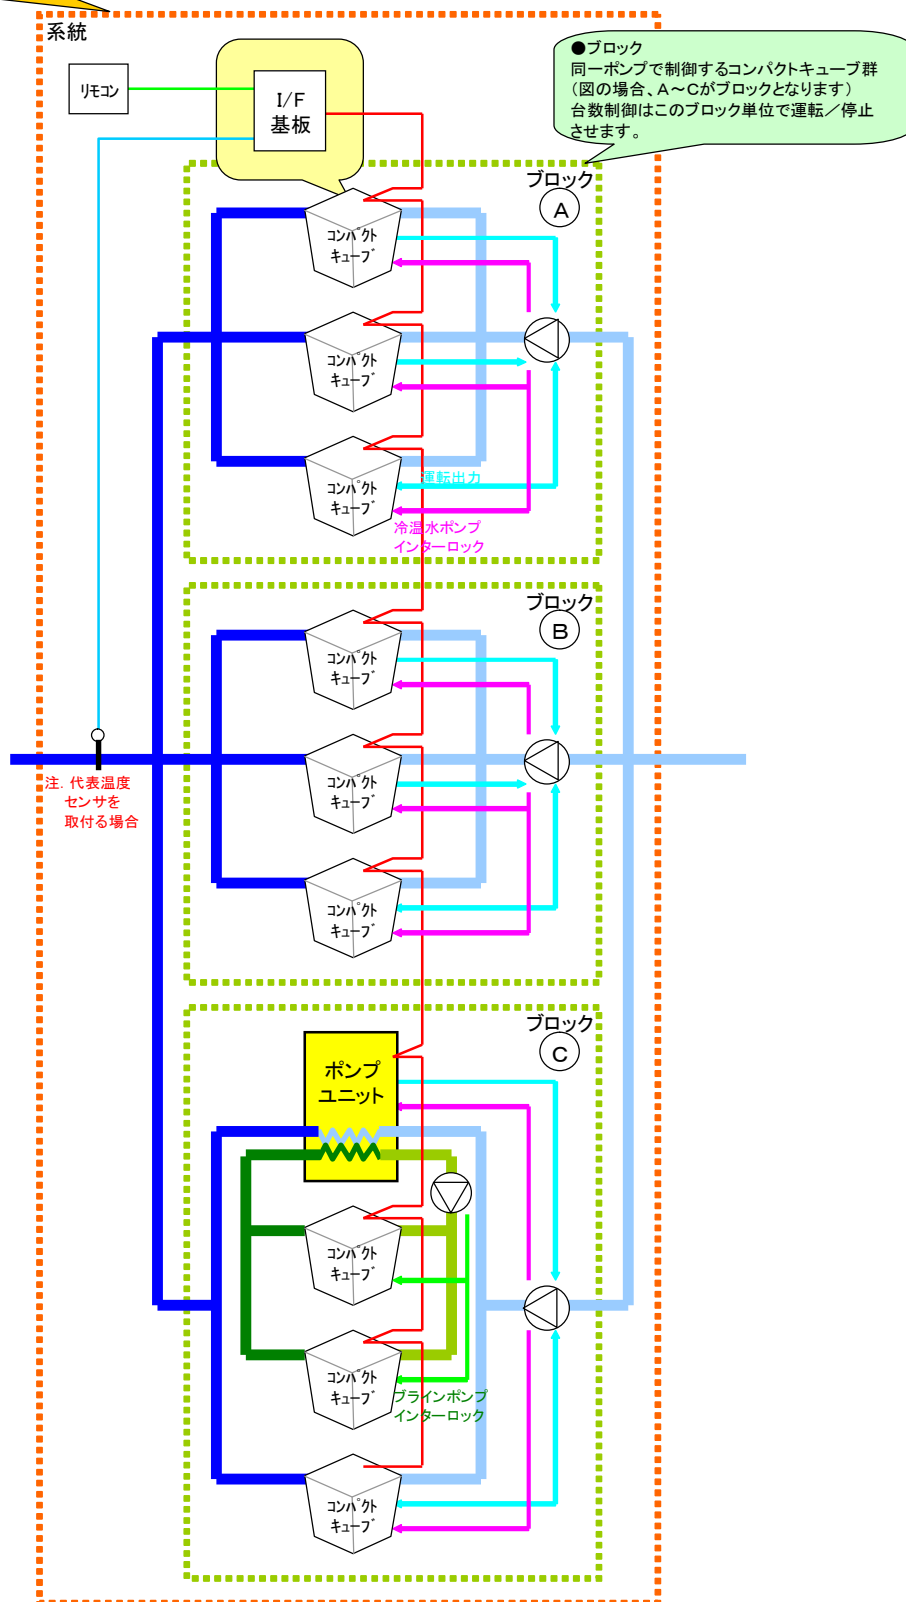 系統
リモコン
I/F
基板
●ブロック
同一ポンプで制御するコンパクトキューブ群
(図の場合、A～Cがブロックとなります)
台数制御はこのブロック単位で運転／停止
させます。
ブロック
A
コンパクト
キューブ
コンパクト
キューブ
コンパクト
キューブ
運転出力
冷温水ポンプ
インターロック
ブロック
B
コンパクト
キューブ
コンパクト
キューブ
コンパクト
キューブ
注. 代表温度
センサを
取付る場合
ブロック
C
ポンプ
ユニット
コンパクト
キューブ
コンパクト
キューブ
ブラインポンプ
インターロック
コンパクト
キューブ